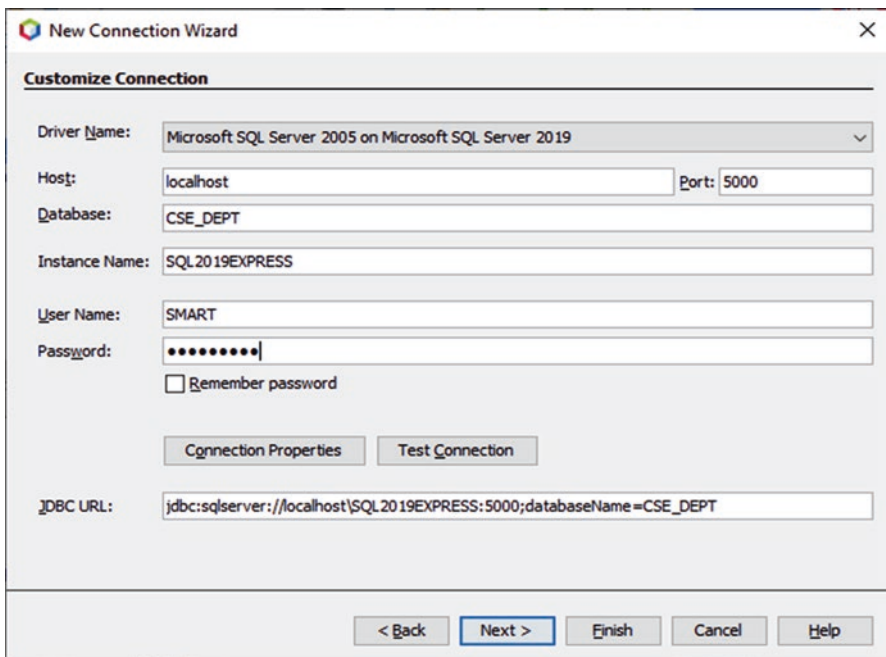 New Connection Wizard
Customize Connection
Driver Name: Microsoft SQL Server 2005 on Microsoft SQL Server 2019
Host: localhost Port: 5000
Database: CSE_DEPT
Instance Name: SQL2019EXPRESS
User Name: SMART
Password: •••••••••
Remember password
Connection Properties Test Connection
JDBC URL: jdbc:sqlserver://localhost\SQL2019EXPRESS:5000;databaseName=CSE_DEPT
< Back Next > Finish Cancel Help